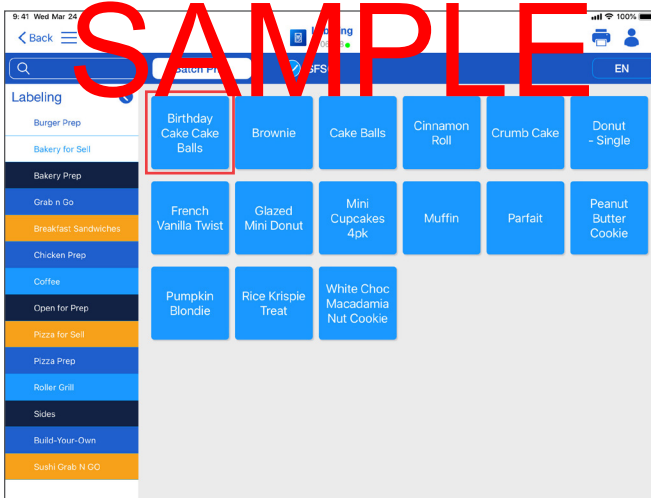 9:41 Wed Mar 24
100%
SAMPLE
Back
Labeling
Batch
EN
Labeling
Burger Prep
Bakery for Sell
Bakery Prep
Grab n Go
Breakfast Sandwiches
Chicken Prep
Coffee
Open for Prep
Pizza for Sell
Pizza Prep
Roller Grill
Sides
Build-Your-Own
Sushi Grab N GO
Birthday
Cake Cake
Balls
Brownie
Cake Balls
Cinnamon
Roll
Crumb Cake
Donut
- Single
French
Vanilla Twist
Glazed
Mini Donut
Mini
Cupcakes
4pk
Muffin
Parfait
Peanut
Butter
Cookie
Pumpkin
Blondie
Rice Krispie
Treat
White Choc
Macadamia
Nut Cookie